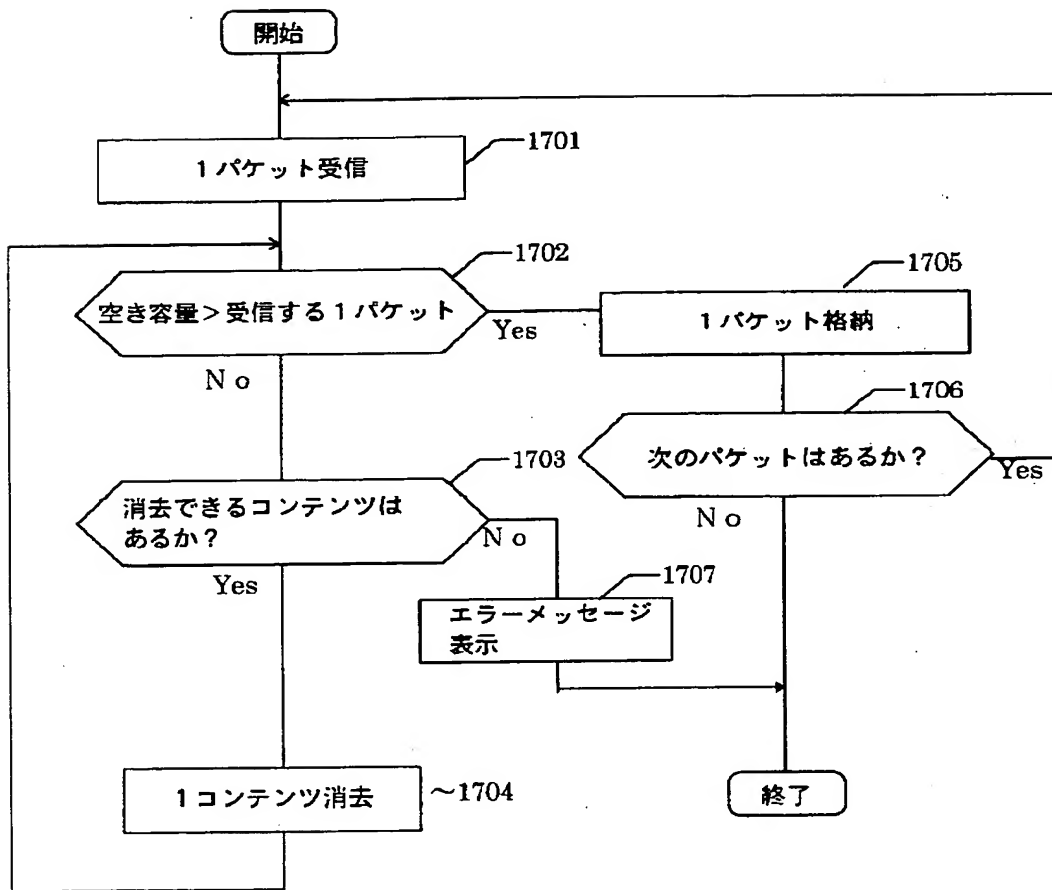 開始
1パケット受信
1701
空き容量＞受信する1パケット
1702
Yes
No
1パケット格納
1705
次のパケットはあるか？
1706
Yes
No
消去できるコンテンツは
あるか？
1703
No
Yes
エラーメッセージ
表示
1707
1コンテンツ消去
～1704
終了